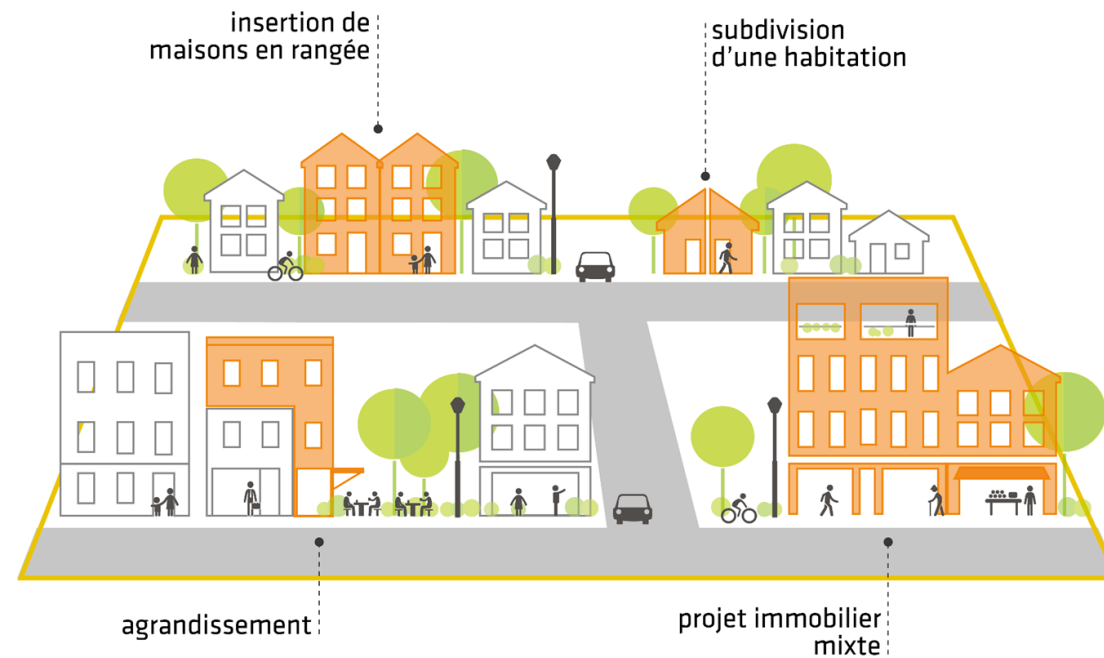 insertion de
maisons en rangée
subdivision
d'une habitation
agrandissement
projet immobilier
mixte